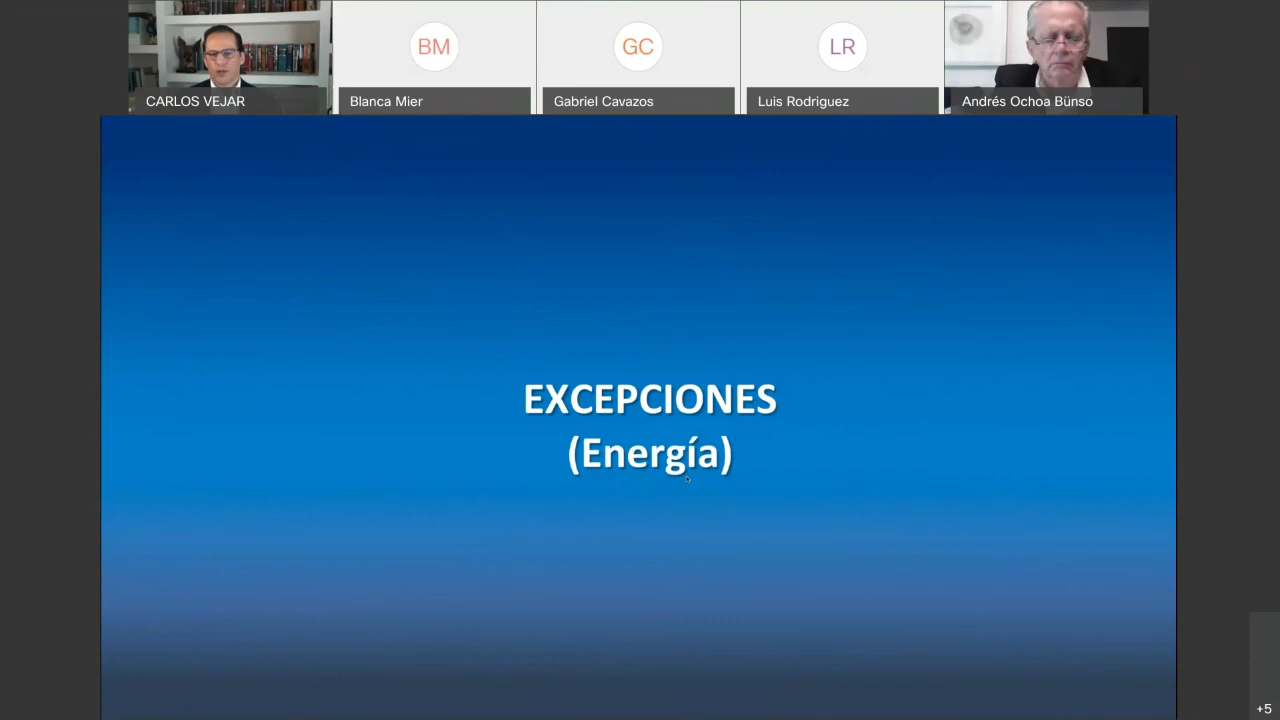 BM
GC
LR
CARLOS VEJAR
Blanca Mier
Gabriel Cavazos
Luis Rodriguez
Andrés Ochoa Bünso
EXCEPCIONES
(Energía)
+5